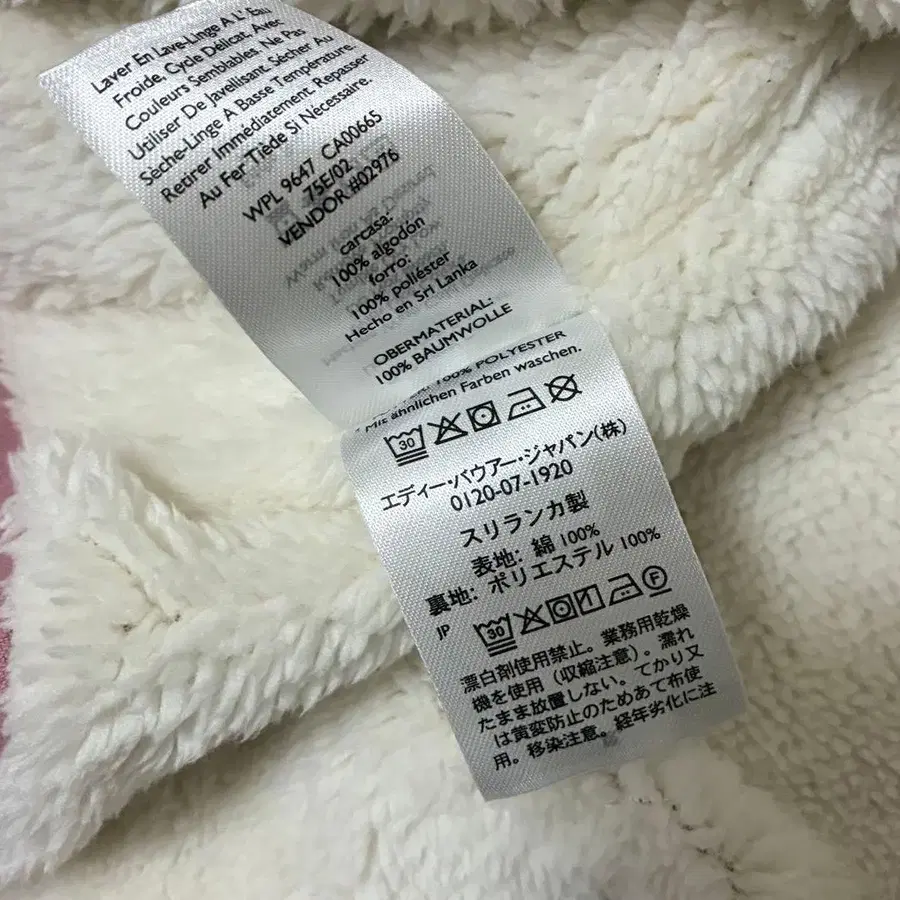 Laver En Lave-Linge A L'Eau
Froide, Cycle Délicat, Avec
Couleurs Semblables. Ne Pas
Utiliser De Javellisant. Sécher Au
Sèche-Linge A Basse Température.
Retirer Immédiatement. Repasser
Au Fer Tiède Si Nécessaire.
WPL 9647 CA00665
75E/02
VENDOR #02976
carcasa:
100% algodón
forro:
100% poliéster
Hecho en Sri Lanka
OBERMATERIAL:
100% BAUMWOLLE
100% POLYESTER
Mit ähnlichen Farben waschen.
30
エディー・バウアー・ジャパン(株)
0120-07-1920
スリランカ製
表地: 綿 100%
裏地: ポリエステル 100%
JP
30
F
漂白剤使用禁止。業務用乾燥
機を使用(収縮注意)。濡れ
たまま放置しない。てかり又
は黄変防止のためあて布使
用。移染注意。経年劣化に注